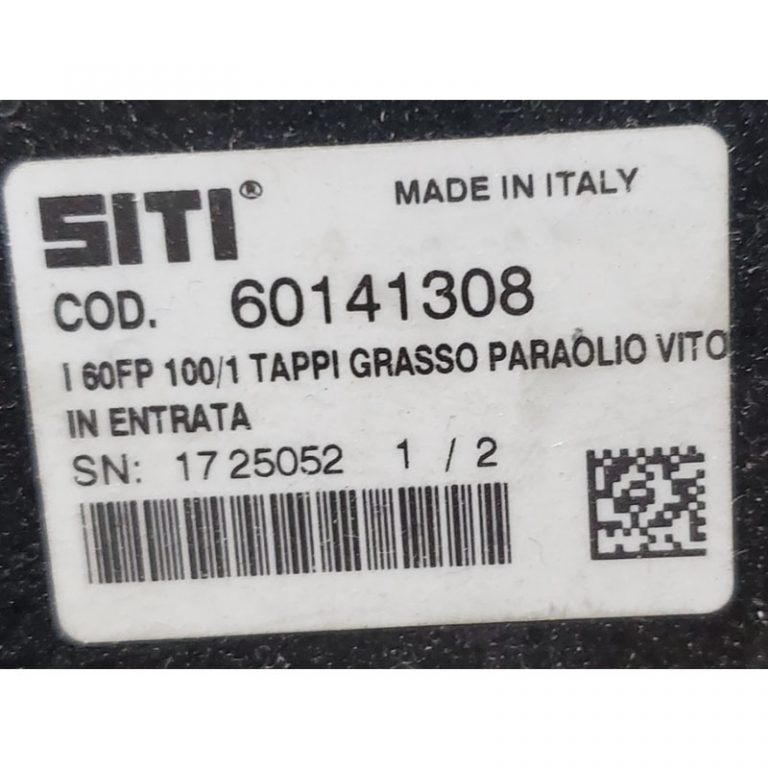 SITI®
MADE IN ITALY
COD. 60141308
I 60FP 100/1 TAPPI GRASSO PARAOLIO VITO
IN ENTRATA
SN: 17 25052 1 / 2